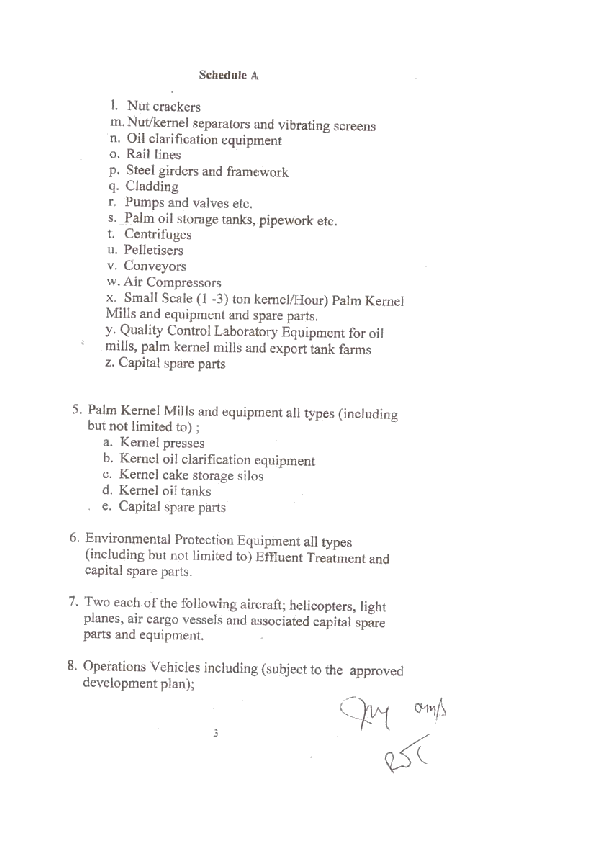 Schedule A
l. Nut crackers
m. Nut/kernel separators and vibrating screens
n. Oil clarification equipment
o. Rail lines
p. Steel girders and framework
q. Cladding
r. Pumps and valves etc.
s. Palm oil storage tanks, pipework etc.
t. Centrifuges
u. Pelletisers
v. Conveyors
w. Air Compressors
x. Small Scale (1 -3) ton kernel/Hour) Palm Kernel
Mills and equipment and spare parts.
y. Quality Control Laboratory Equipment for oil
mills, palm kernel mills and export tank farms
z. Capital spare parts
5. Palm Kernel Mills and equipment all types (including
but not limited to) ;
a. Kernel presses
b. Kernel oil clarification equipment
c. Kernel cake storage silos
d. Kernel oil tanks
e. Capital spare parts
6. Environmental Protection Equipment all types
(including but not limited to) Effluent Treatment and
capital spare parts.
7. Two each of the following aircraft; helicopters, light
planes, air cargo vessels and associated capital spare
parts and equipment.
8. Operations Vehicles including (subject to the approved
development plan);
3